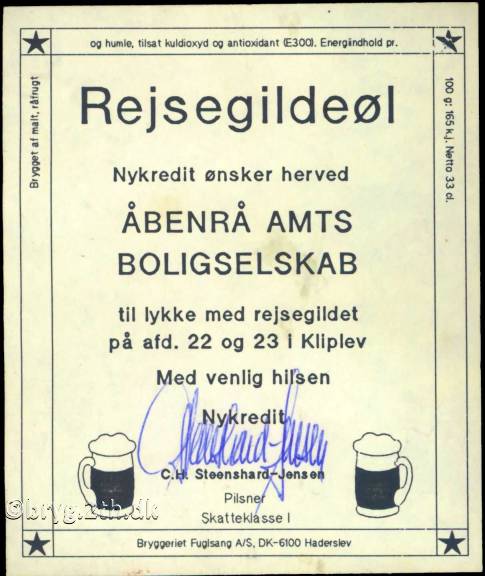 og humle, tilsat kuldioxyd og antioxidant (E300). Energiindhold pr.
Brygget af malt, råfrugt
100 g: 165 kj. Netto 33 cl.
Rejsegildeøl
Nykredit ønsker herved
ÅBENRÅ AMTS
BOLIGSELSKAB
til lykke med rejsegildet
på afd. 22 og 23 i Kliplev
Med venlig hilsen
Nykredit
C.H. Steenshard-Jensen
Pilsner
Skatteklasse I
Bryggeriet Fuglsang A/S, DK-6100 Haderslev
©bryg.zth.dk